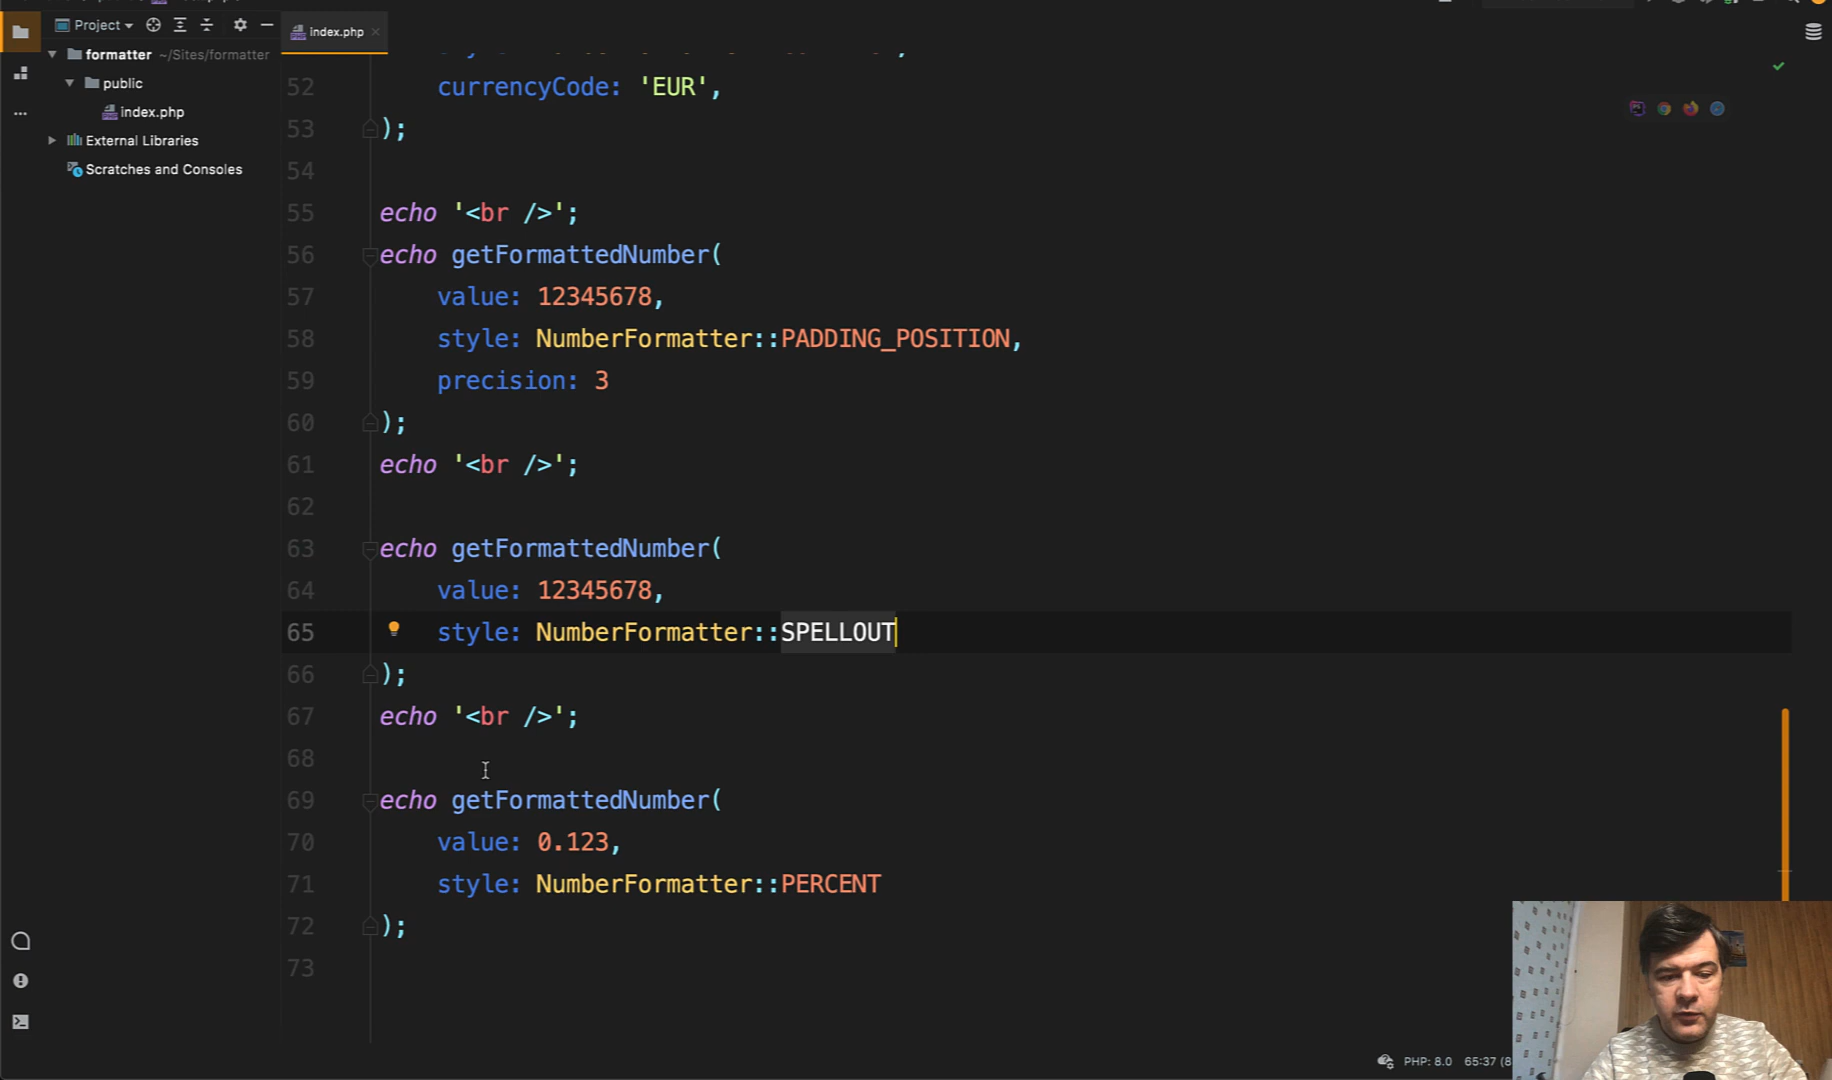 Project
index.php
formatter ~/Sites/formatter
public
index.php
External Libraries
Scratches and Consoles
52 currencyCode: 'EUR',
53 );
54
55 echo '<br />';
56 echo getFormattedNumber(
57 value: 12345678,
58 style: NumberFormatter::PADDING_POSITION,
59 precision: 3
60 );
61 echo '<br />';
62
63 echo getFormattedNumber(
64 value: 12345678,
65 style: NumberFormatter::SPELLOUT
66 );
67 echo '<br />';
68
69 echo getFormattedNumber(
70 value: 0.123,
71 style: NumberFormatter::PERCENT
72 );
73
PHP: 8.0 65:37 (8